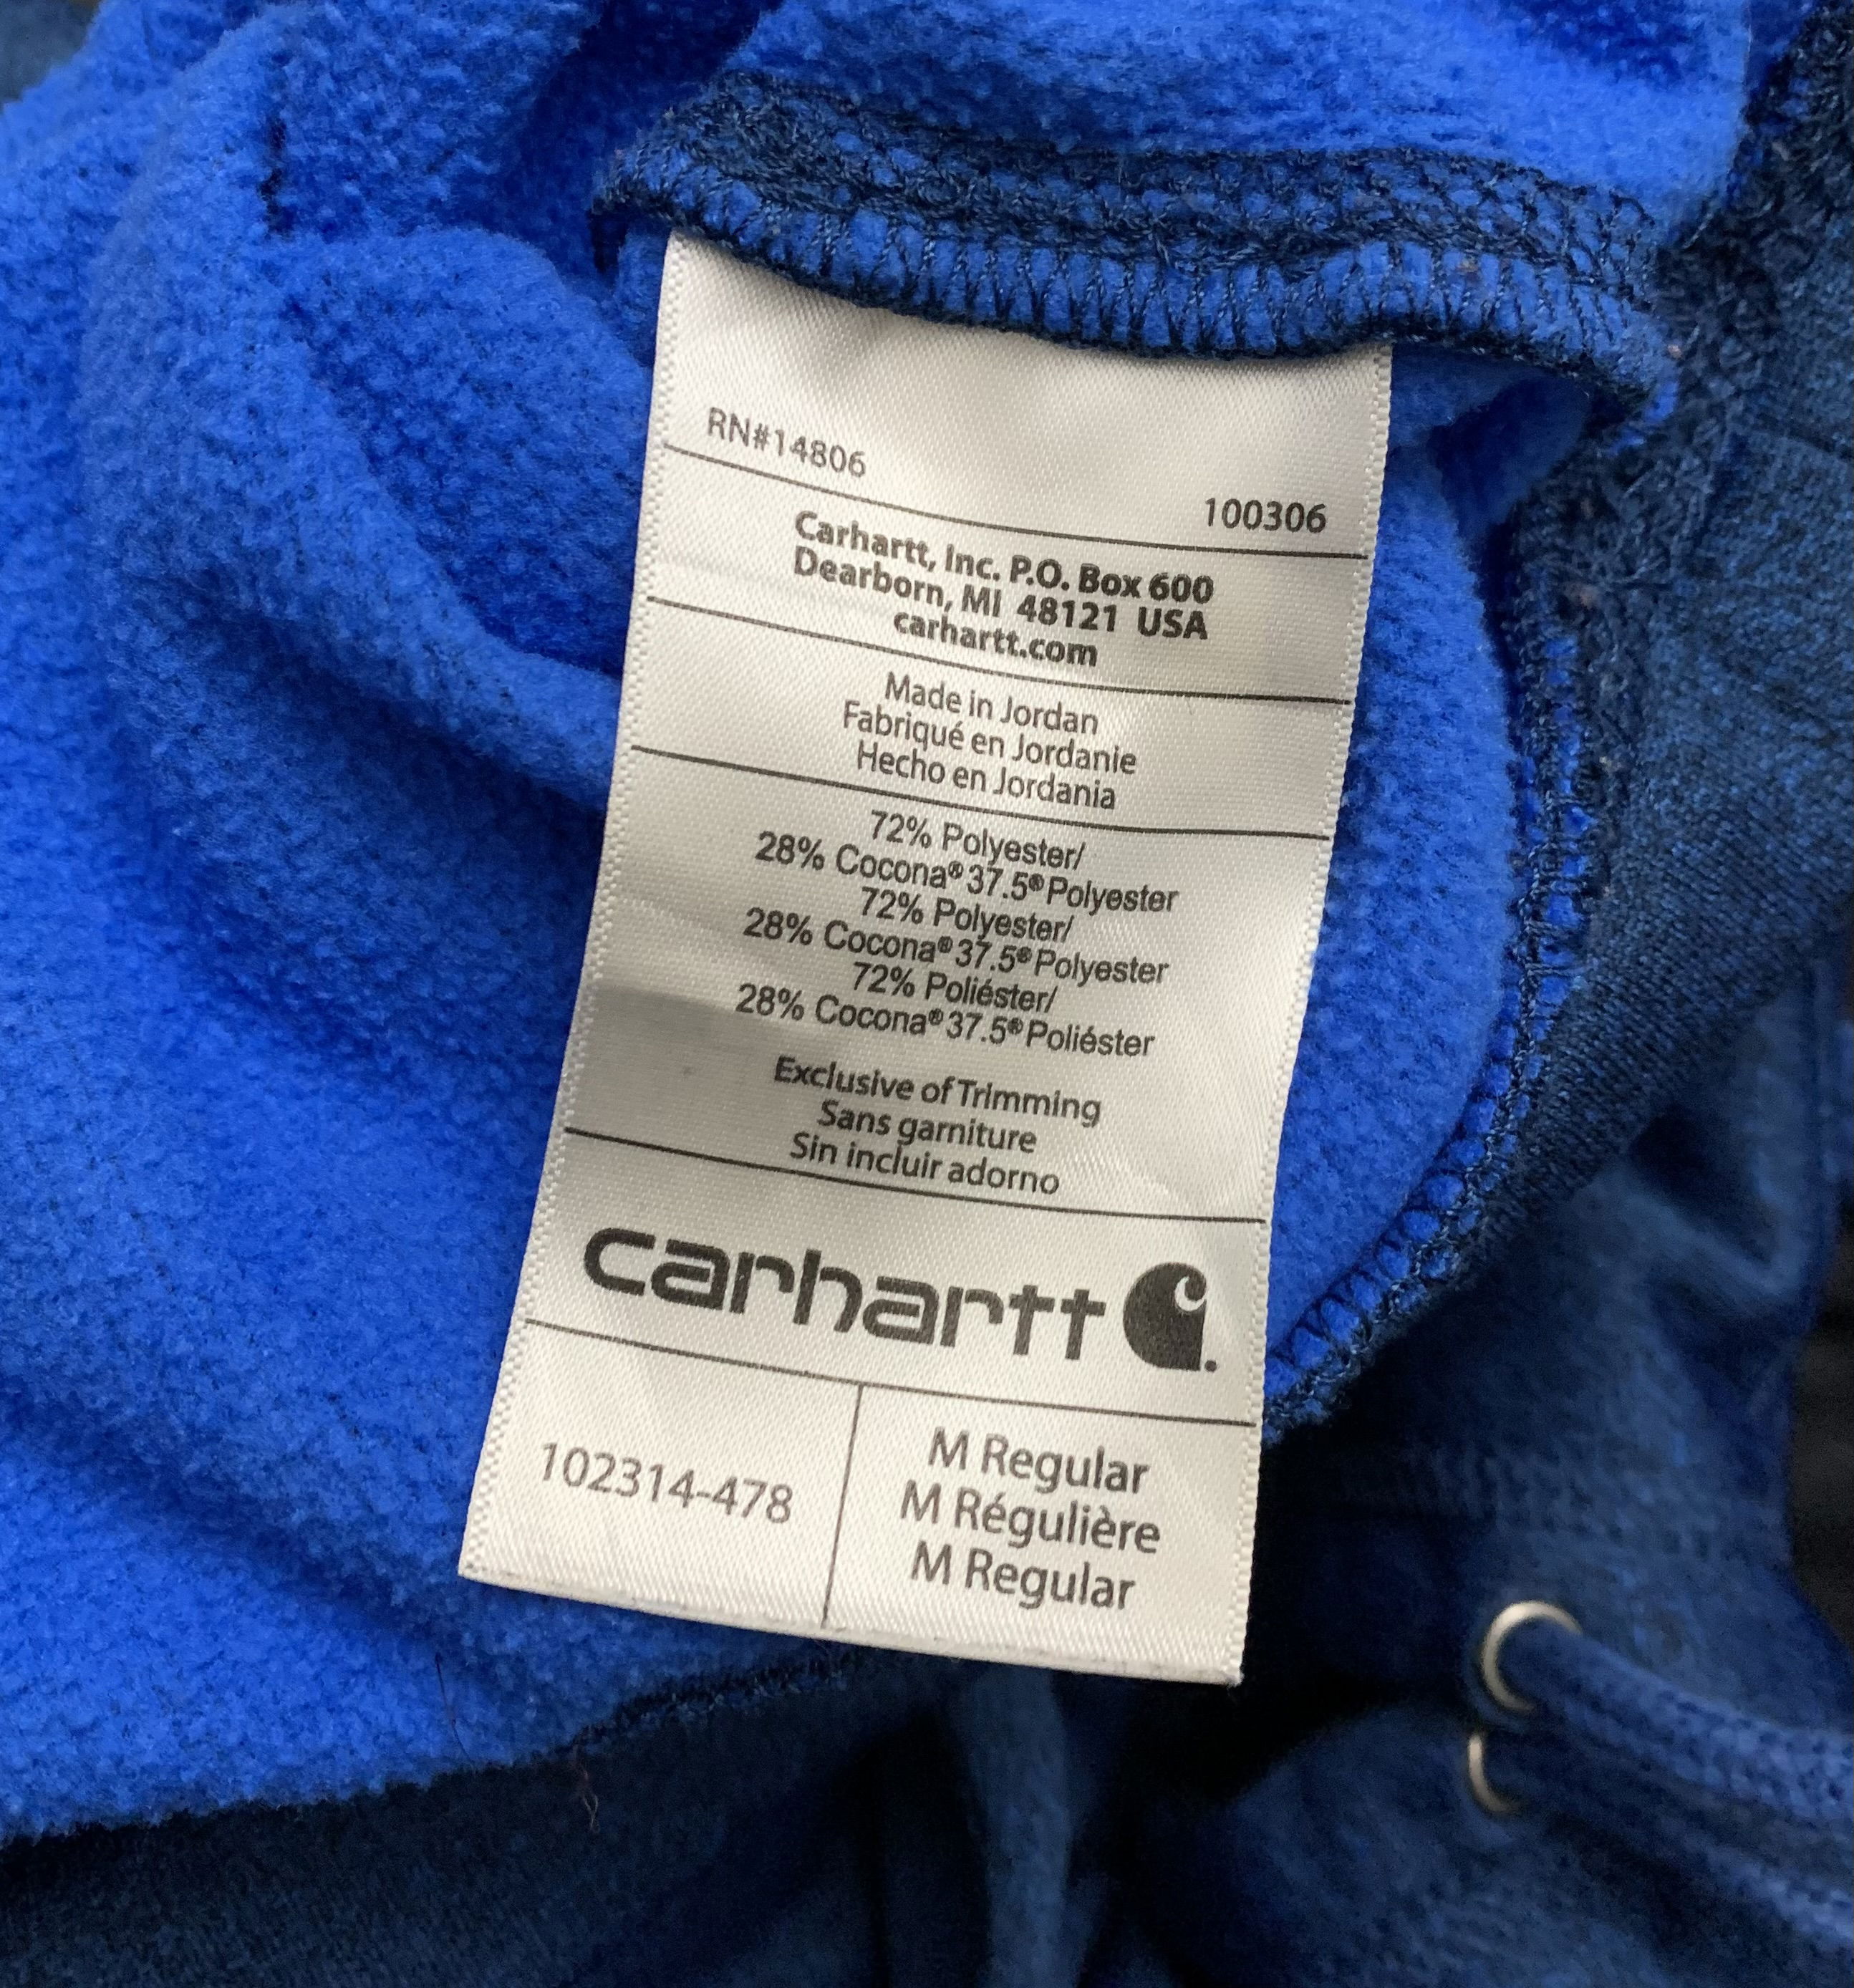 RN#14806
100306
Carhartt, Inc. P.O. Box 600
Dearborn, MI 48121 USA
carhartt.com
Made in Jordan
Fabriqué en Jordanie
Hecho en Jordania
72% Polyester/
28% Cocona® 37.5® Polyester
72% Polyester/
28% Cocona® 37.5® Polyester
72% Poliéster/
28% Cocona® 37.5® Poliéster
Exclusive of Trimming
Sans garniture
Sin incluir adorno
carhartt
102314-478
M Regular
M Régulière
M Regular